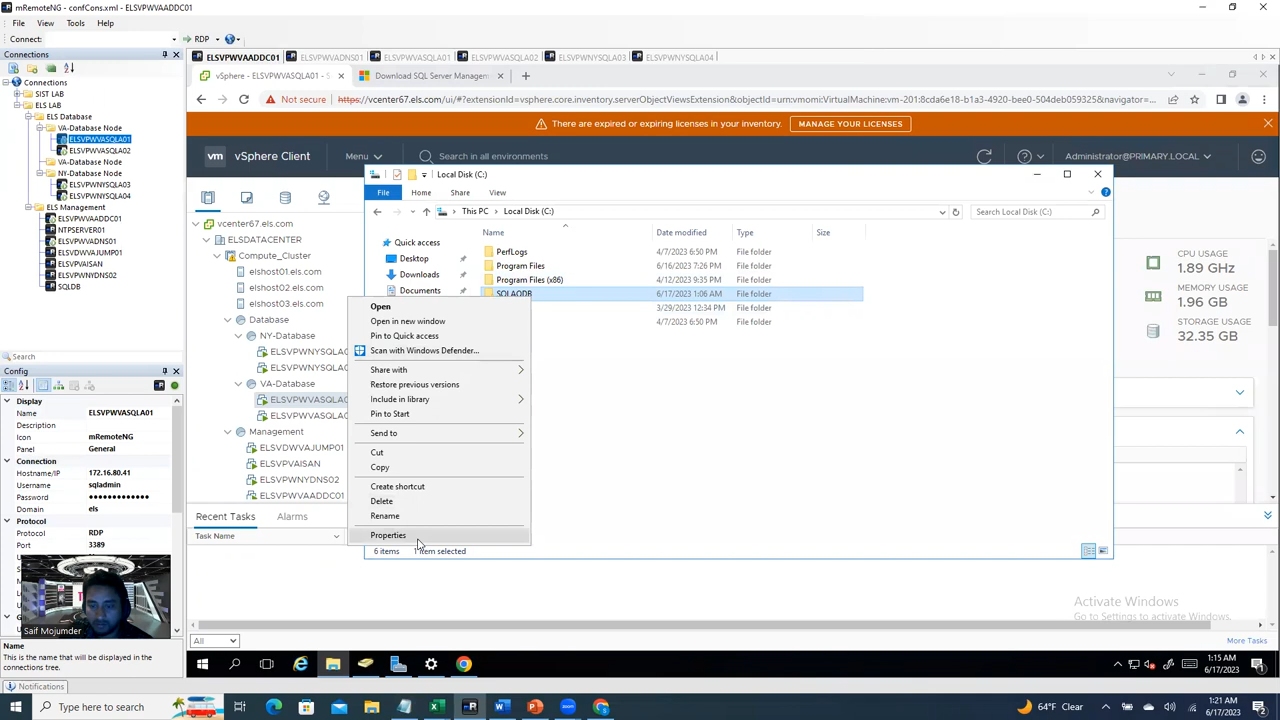 mRemoteNG - confCons.xml - ELSVPWVAADDC01
File View Tools Help
Connect: RDP
Connections
Connections
SIST LAB
ELS LAB
ELS Database
VA-Database Node
ELSVPWVASQLA01
ELSVPWVASQLA02
VA-Database Node
NY-Database Node
ELSVPWNYSQLA03
ELSVPWNYSQLA04
ELS Management
ELSVPWVAADDC01
NTPSERVER01
ELSVPWVADNS01
ELSVDWVAJUMP01
ELSVPVAISAN
ELSVPWNYDNS02
SQLDB
Search
Config
Display
Name ELSVPWVASQLA01
Description
Icon mRemoteNG
Panel General
Connection
Hostname/IP 172.16.80.41
Username sqladmin
Password ●●●●●●●●●●●●
Domain els
Protocol
Protocol RDP
Port 3389
Saif Mojumder
Name
This is the name that will be displayed in the connections tree.
Notifications
ELSVPWVAADDC01 ELSVPWVADNS01 ELSVPWVASQLA01 ELSVPWVASQLA02 ELSVPWNYSQLA03 ELSVPWNYSQLA04
vSphere - ELSVPWVASQLA01 - S Download SQL Server Managem
Not secure https://vcenter67.els.com/ui/#?extensionId=vsphere.core.inventory.serverObjectViewsExtension&objectId=urn:vmomi:VirtualMachine:vm-201:8cda6e18-b1a3-4920-bee0-504deb059325&navigator=...
There are expired or expiring licenses in your inventory. MANAGE YOUR LICENSES
vm vSphere Client Menu Search in all environments Administrator@PRIMARY.LOCAL
vcenter67.els.com
ELSDATACENTER
Compute_Cluster
elshost01.els.com
elshost02.els.com
elshost03.els.com
Database
NY-Database
ELSVPWNYSQLA0
ELSVPWNYSQLA0
VA-Database
ELSVPWVASQLA0
ELSVPWVASQLA0
Management
ELSVDWVAJUMP01
ELSVPVAISAN
ELSVPWNYDNS02
ELSVPWVAADDC01
Recent Tasks Alarms
Task Name
All
Local Disk (C:)
File Home Share View
This PC Local Disk (C:) Search Local Disk (C:)
Quick access
Desktop
Downloads
Documents
Name Date modified Type Size
PerfLogs 4/7/2023 6:50 PM File folder
Program Files 6/16/2023 7:26 PM File folder
Program Files (x86) 4/12/2023 9:35 PM File folder
SQLAODB 6/17/2023 1:06 AM File folder
3/29/2023 12:34 PM File folder
4/7/2023 6:50 PM File folder
Open
Open in new window
Pin to Quick access
Scan with Windows Defender...
Share with
Restore previous versions
Include in library
Pin to Start
Send to
Cut
Copy
Create shortcut
Delete
Rename
Properties
6 items 1 item selected
CPU USAGE
1.89 GHz
MEMORY USAGE
1.96 GB
STORAGE USAGE
32.35 GB
Activate Windows
Go to Settings to activate Windows.
More Tasks
1:15 AM
6/17/2023
Type here to search
64°F Clear
1:21 AM
6/17/2023